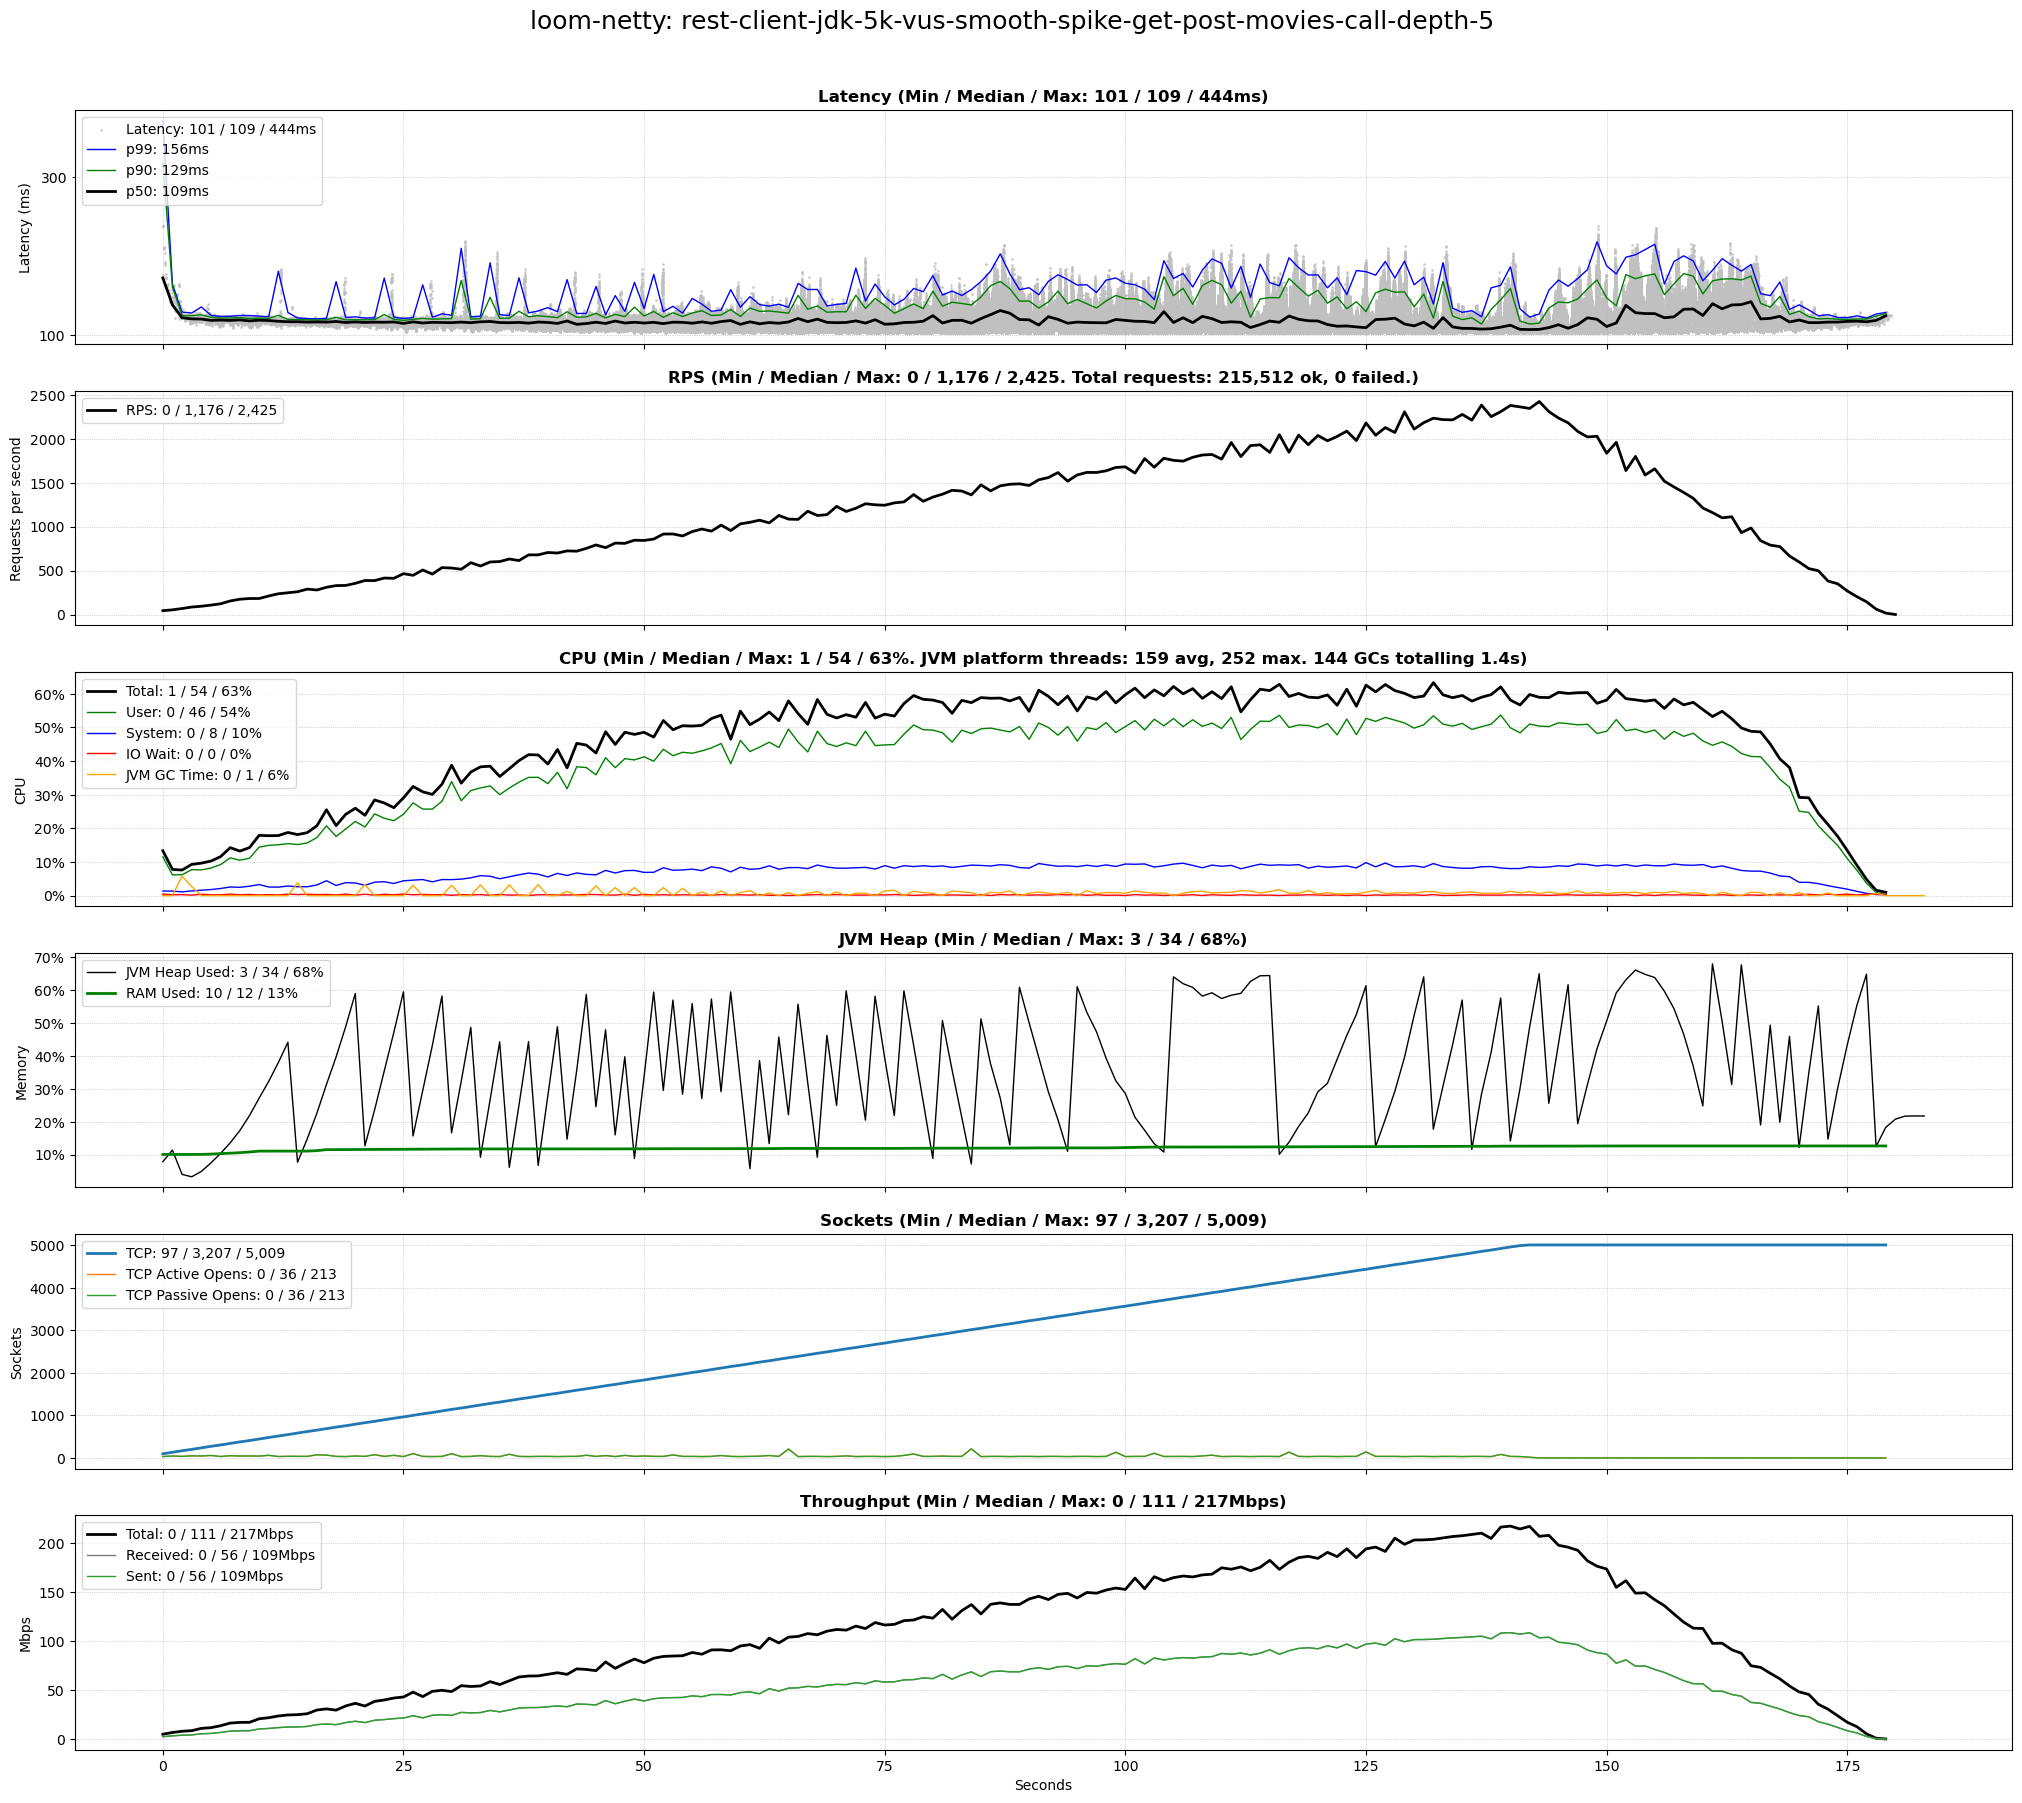 loom-netty: rest-client-jdk-5k-vus-smooth-spike-get-post-movies-call-depth-5
Latency (Min / Median / Max: 101 / 109 / 444ms)
Latency: 101 / 109 / 444ms
p99: 156ms
p90: 129ms
p50: 109ms
300
100
Latency (ms)
RPS (Min / Median / Max: 0 / 1,176 / 2,425. Total requests: 215,512 ok, 0 failed.)
RPS: 0 / 1,176 / 2,425
2500
2000
1500
1000
500
0
Requests per second
CPU (Min / Median / Max: 1 / 54 / 63%. JVM platform threads: 159 avg, 252 max. 144 GCs totalling 1.4s)
Total: 1 / 54 / 63%
User: 0 / 46 / 54%
System: 0 / 8 / 10%
IO Wait: 0 / 0 / 0%
JVM GC Time: 0 / 1 / 6%
60%
50%
40%
30%
20%
10%
0%
CPU
JVM Heap (Min / Median / Max: 3 / 34 / 68%)
JVM Heap Used: 3 / 34 / 68%
RAM Used: 10 / 12 / 13%
70%
60%
50%
40%
30%
20%
10%
Memory
Sockets (Min / Median / Max: 97 / 3,207 / 5,009)
TCP: 97 / 3,207 / 5,009
TCP Active Opens: 0 / 36 / 213
TCP Passive Opens: 0 / 36 / 213
5000
4000
3000
2000
1000
0
Sockets
Throughput (Min / Median / Max: 0 / 111 / 217Mbps)
Total: 0 / 111 / 217Mbps
Received: 0 / 56 / 109Mbps
Sent: 0 / 56 / 109Mbps
200
150
100
50
0
Mbps
0 25 50 75 100 125 150 175
Seconds